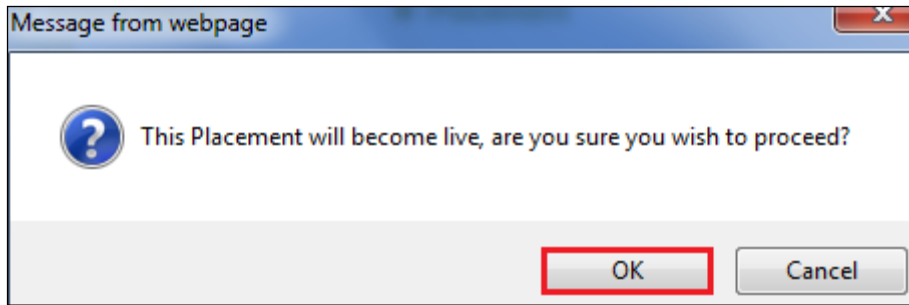 Message from webpage
This Placement will become live, are you sure you wish to proceed?
OK
Cancel